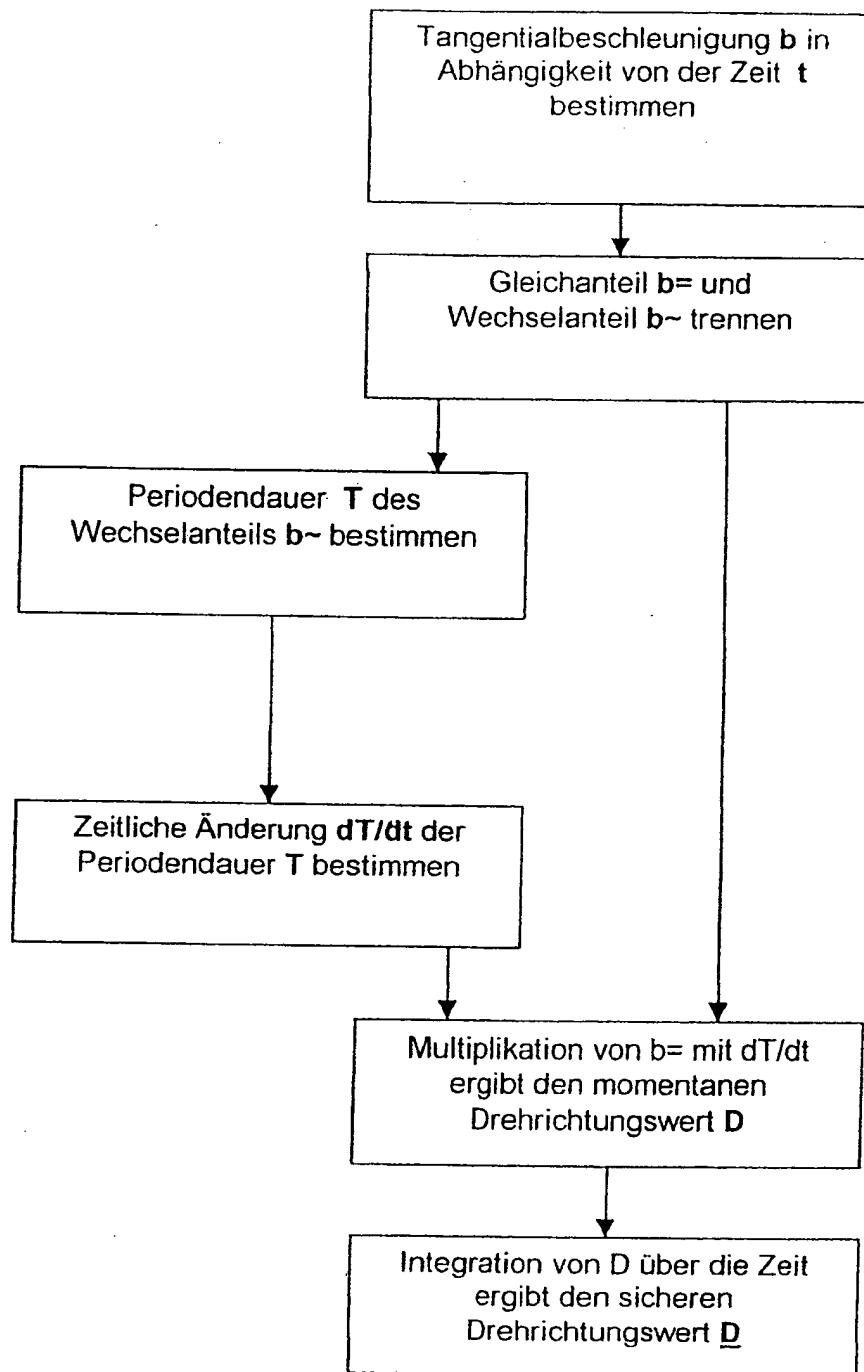 Tangentialbeschleunigung b in
Abhängigkeit von der Zeit t
bestimmen
Gleichanteil b= und
Wechselanteil b~ trennen
Periodendauer T des
Wechselanteils b~ bestimmen
Zeitliche Änderung dT/dt der
Periodendauer T bestimmen
Multiplikation von b= mit dT/dt
ergibt den momentanen
Drehrichtungswert D
Integration von D über die Zeit
ergibt den sicheren
Drehrichtungswert D